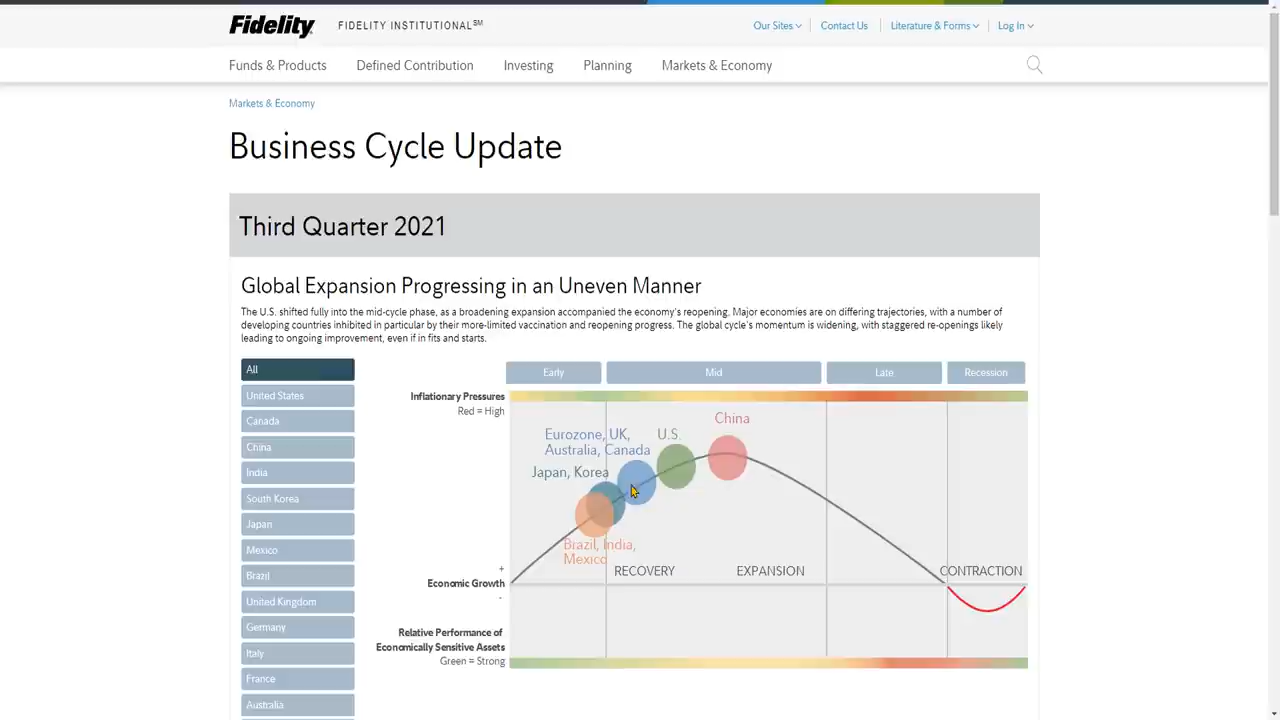 Fidelity
FIDELITY INSTITUTIONAL℠
Our Sites
Contact Us
Literature & Forms
Log In
Funds & Products
Defined Contribution
Investing
Planning
Markets & Economy
Markets & Economy
Business Cycle Update
Third Quarter 2021
Global Expansion Progressing in an Uneven Manner
The U.S. shifted fully into the mid-cycle phase, as a broadening expansion accompanied the economy's reopening. Major economies are on differing trajectories, with a number of
developing countries inhibited in particular by their more-limited vaccination and reopening progress. The global cycle's momentum is widening, with staggered re-openings likely
leading to ongoing improvement, even if in fits and starts.
All
United States
Canada
China
India
South Korea
Japan
Mexico
Brazil
United Kingdom
Germany
Italy
France
Australia
Early
Mid
Late
Recession
Inflationary Pressures
Red = High
China
Eurozone, UK,
Australia, Canada
U.S.
Japan, Korea
Brazil, India,
Mexico
RECOVERY
EXPANSION
CONTRACTION
+
Economic Growth
-
Relative Performance of
Economically Sensitive Assets
Green = Strong